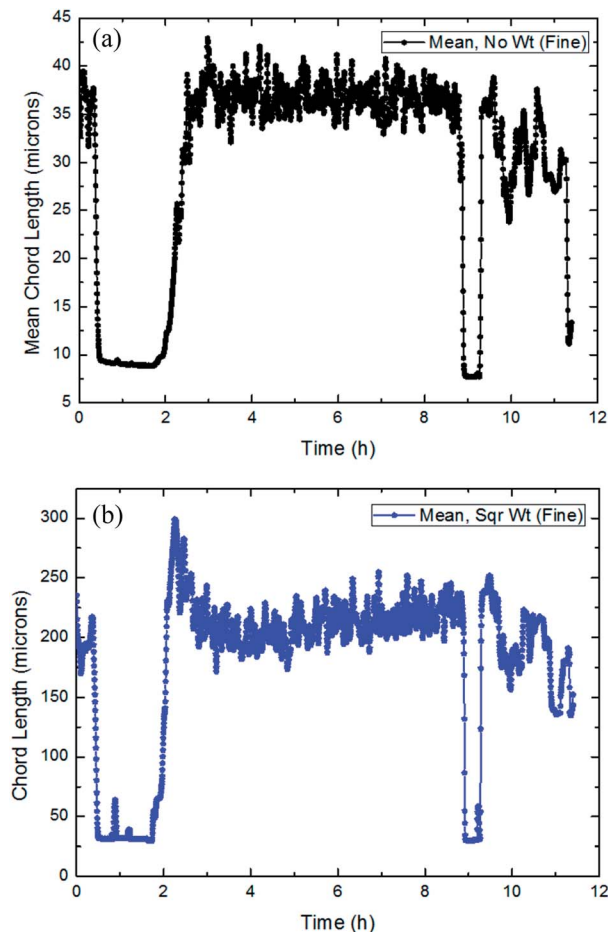 (a)
Mean, No Wt (Fine)
45
40
35
30
25
20
15
10
5
Mean Chord Length (microns)
0 2 4 6 8 10 12
Time (h)
(b)
Mean, Sqr Wt (Fine)
300
250
200
150
100
50
0
Chord Length (microns)
0 2 4 6 8 10 12
Time (h)